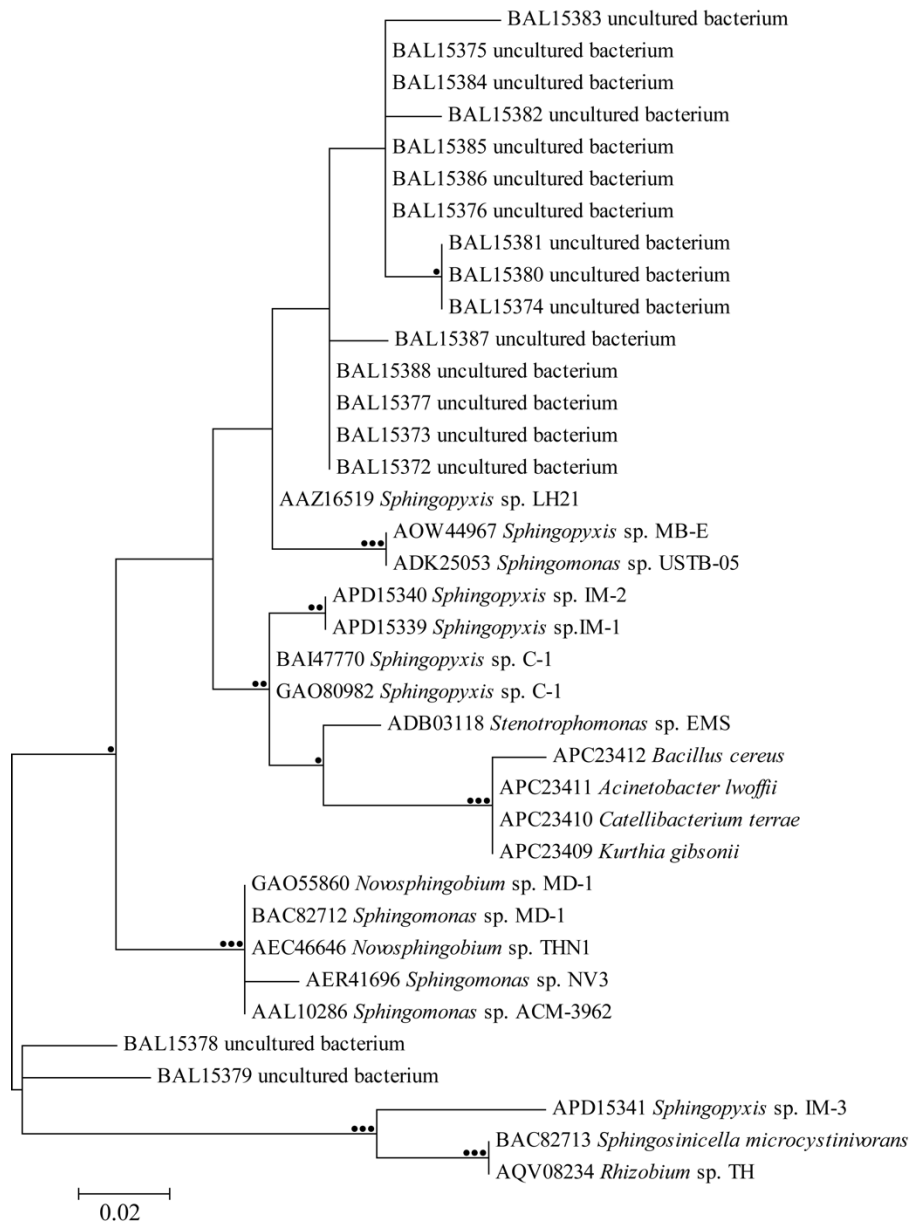 BAL15383 uncultured bacterium
BAL15375 uncultured bacterium
BAL15384 uncultured bacterium
BAL15382 uncultured bacterium
BAL15385 uncultured bacterium
BAL15386 uncultured bacterium
BAL15376 uncultured bacterium
BAL15381 uncultured bacterium
BAL15380 uncultured bacterium
BAL15374 uncultured bacterium
BAL15387 uncultured bacterium
BAL15388 uncultured bacterium
BAL15377 uncultured bacterium
BAL15373 uncultured bacterium
BAL15372 uncultured bacterium
AAZ16519 Sphingopyxis sp. LH21
AOW44967 Sphingopyxis sp. MB-E
ADK25053 Sphingomonas sp. USTB-05
APD15340 Sphingopyxis sp. IM-2
APD15339 Sphingopyxis sp.IM-1
BAI47770 Sphingopyxis sp. C-1
GAO80982 Sphingopyxis sp. C-1
ADB03118 Stenotrophomonas sp. EMS
APC23412 Bacillus cereus
APC23411 Acinetobacter lwoffii
APC23410 Catellibacterium terrae
APC23409 Kurthia gibsonii
GAO55860 Novosphingobium sp. MD-1
BAC82712 Sphingomonas sp. MD-1
AEC46646 Novosphingobium sp. THN1
AER41696 Sphingomonas sp. NV3
AAL10286 Sphingomonas sp. ACM-3962
BAL15378 uncultured bacterium
BAL15379 uncultured bacterium
APD15341 Sphingopyxis sp. IM-3
BAC82713 Sphingosinicella microcystinivorans
AQV08234 Rhizobium sp. TH
0.02